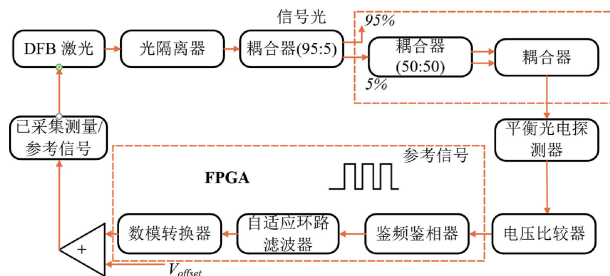 信号光
95%
DFB 激光
光隔离器
耦合器(95:5)
耦合器
(50:50)
耦合器
5%
已采集测量/
参考信号
平衡光电探
测器
参考信号
FPGA
数模转换器
自适应环路
滤波器
鉴频鉴相器
电压比较器
+
Voffset